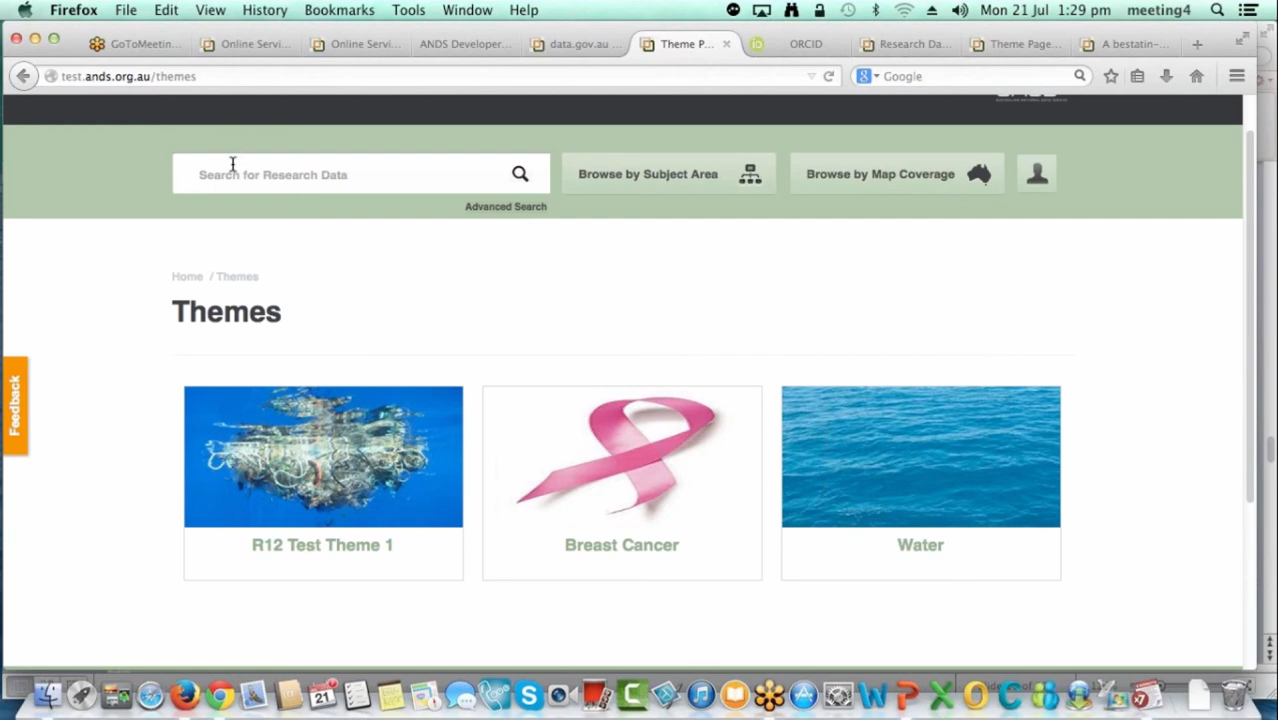 Firefox File Edit View History Bookmarks Tools Window Help Mon 21 Jul 1:29 pm meeting4
GoToMeetin... Online Servi... Online Servi... ANDS Developer... data.gov.au ... Theme P... ORCID Research Da... Theme Page... A bestatin-...
test.ands.org.au/themes Google
Search for Research Data Browse by Subject Area Browse by Map Coverage
Advanced Search
Home / Themes
Themes
Feedback
R12 Test Theme 1 Breast Cancer Water
21